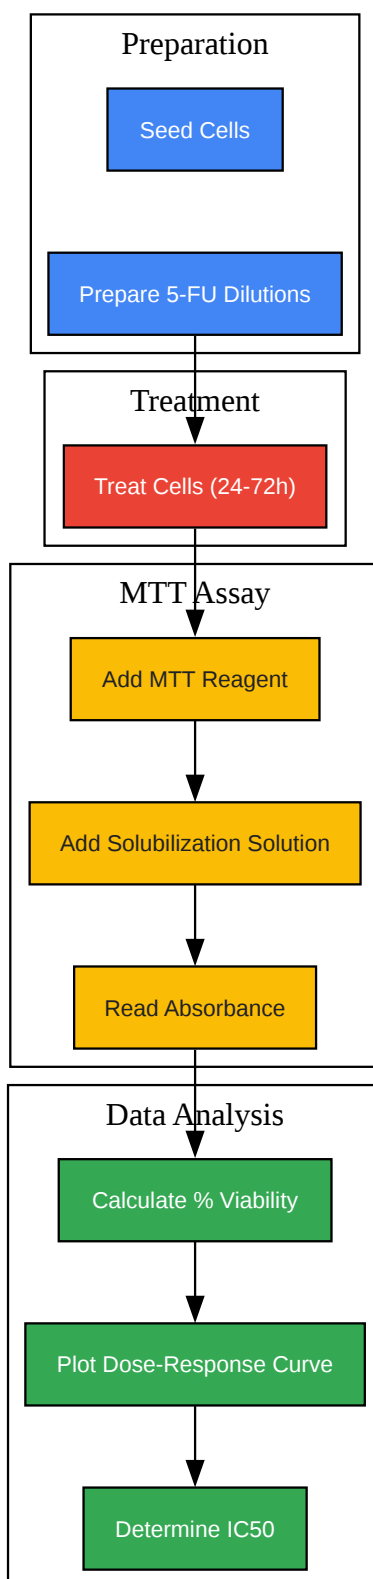 Preparation
Seed Cells
Prepare 5-FU Dilutions
Treatment
Treat Cells (24-72h)
MTT Assay
Add MTT Reagent
Add Solubilization Solution
Read Absorbance
Data Analysis
Calculate % Viability
Plot Dose-Response Curve
Determine IC50